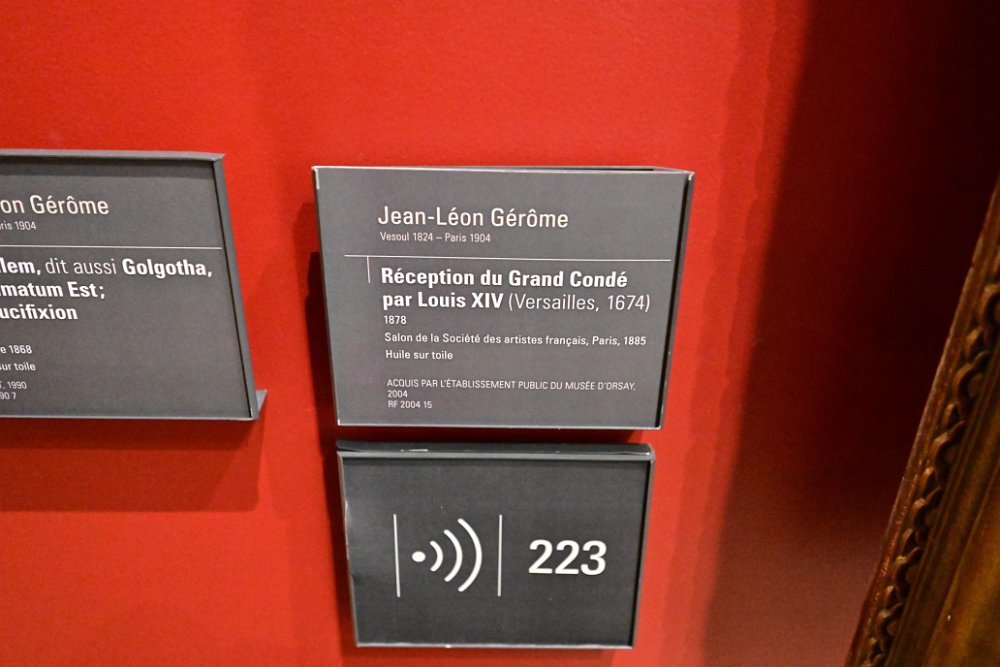 on Gérôme
ris 1904
lem, dit aussi Golgotha,
matum Est;
ucifixion
e 1868
sur toile
, 1990
90 7
Jean-Léon Gérôme
Vesoul 1824 – Paris 1904
Réception du Grand Condé
par Louis XIV (Versailles, 1674)
1878
Salon de la Société des artistes français, Paris, 1885
Huile sur toile
ACQUIS PAR L'ÉTABLISSEMENT PUBLIC DU MUSÉE D'ORSAY,
2004
RF 2004 15
223